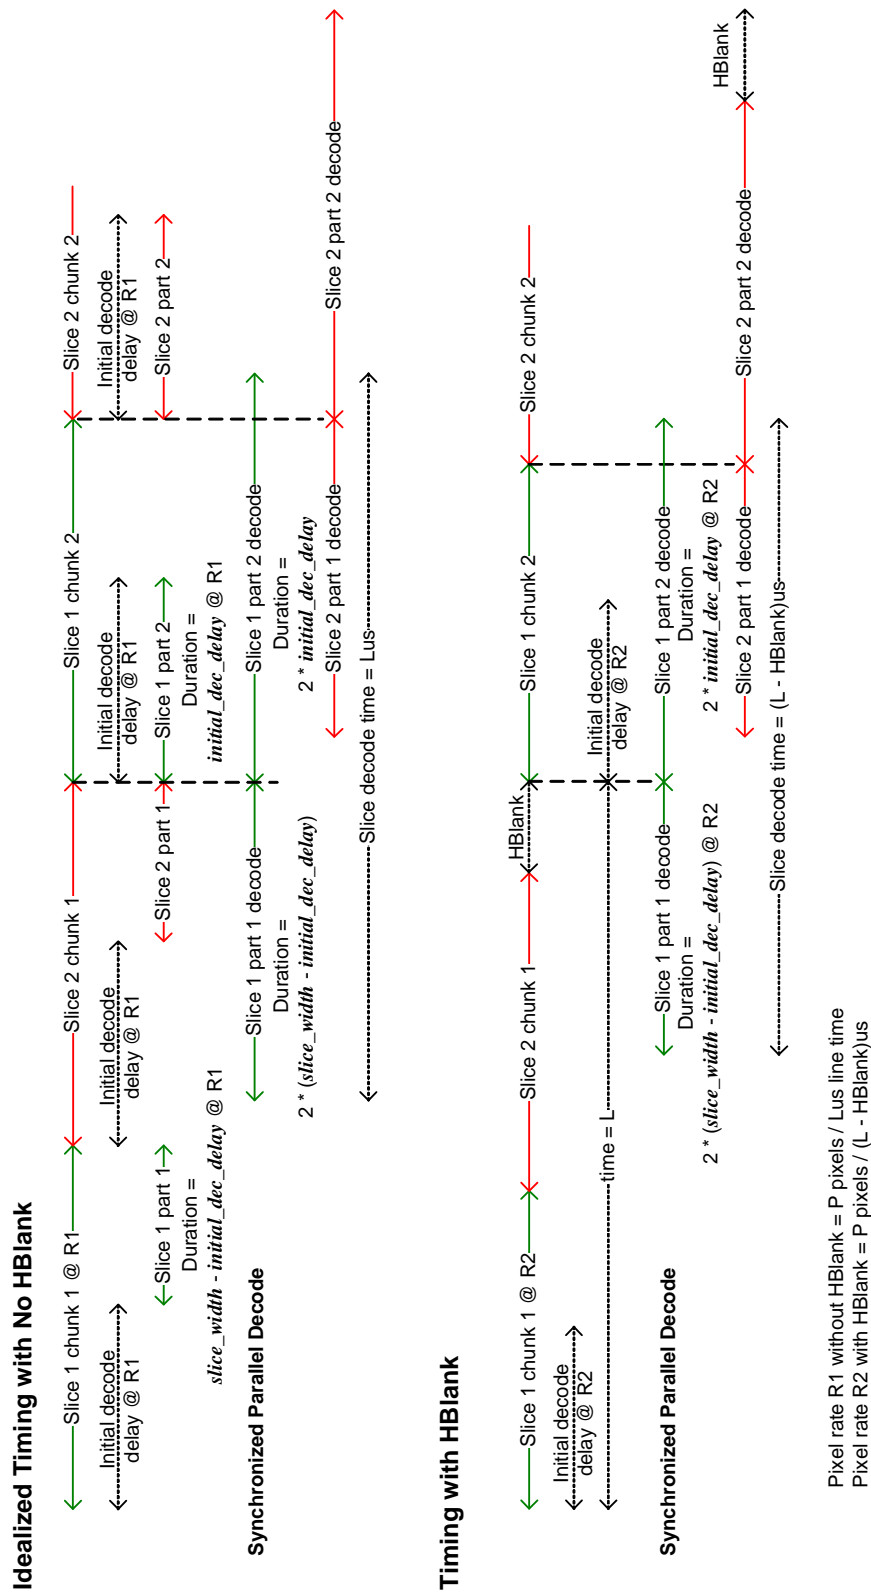 Idealized Timing with No HBlank
Slice 1 chunk 1 @ R1
Slice 2 chunk 1
Slice 1 chunk 2
Slice 2 chunk 2
Initial decode
delay @ R1
Initial decode
delay @ R1
Initial decode
delay @ R1
Initial decode
delay @ R1
Slice 1 part 1
Duration =
slice_width - initial_dec_delay @ R1
Slice 2 part 1
Slice 1 part 2
Duration =
initial_dec_delay @ R1
Slice 2 part 2
Synchronized Parallel Decode
Slice 1 part 1 decode
Duration =
2 * (slice_width - initial_dec_delay)
Slice 1 part 2 decode
Duration =
2 * initial_dec_delay
Slice 2 part 1 decode
Slice 2 part 2 decode
Slice decode time = Lus
Timing with HBlank
Slice 1 chunk 1 @ R2
Slice 2 chunk 1
HBlank
Slice 1 chunk 2
Slice 2 chunk 2
Initial decode
delay @ R2
time = L
Initial decode
delay @ R2
Synchronized Parallel Decode
Slice 1 part 1 decode
Duration =
2 * (slice_width - initial_dec_delay) @ R2
Slice 1 part 2 decode
Duration =
2 * initial_dec_delay @ R2
Slice 2 part 1 decode
Slice 2 part 2 decode
HBlank
Slice decode time = (L - HBlank)us
Pixel rate R1 without HBlank = P pixels / Lus line time
Pixel rate R2 with HBlank = P pixels / (L - HBlank)us